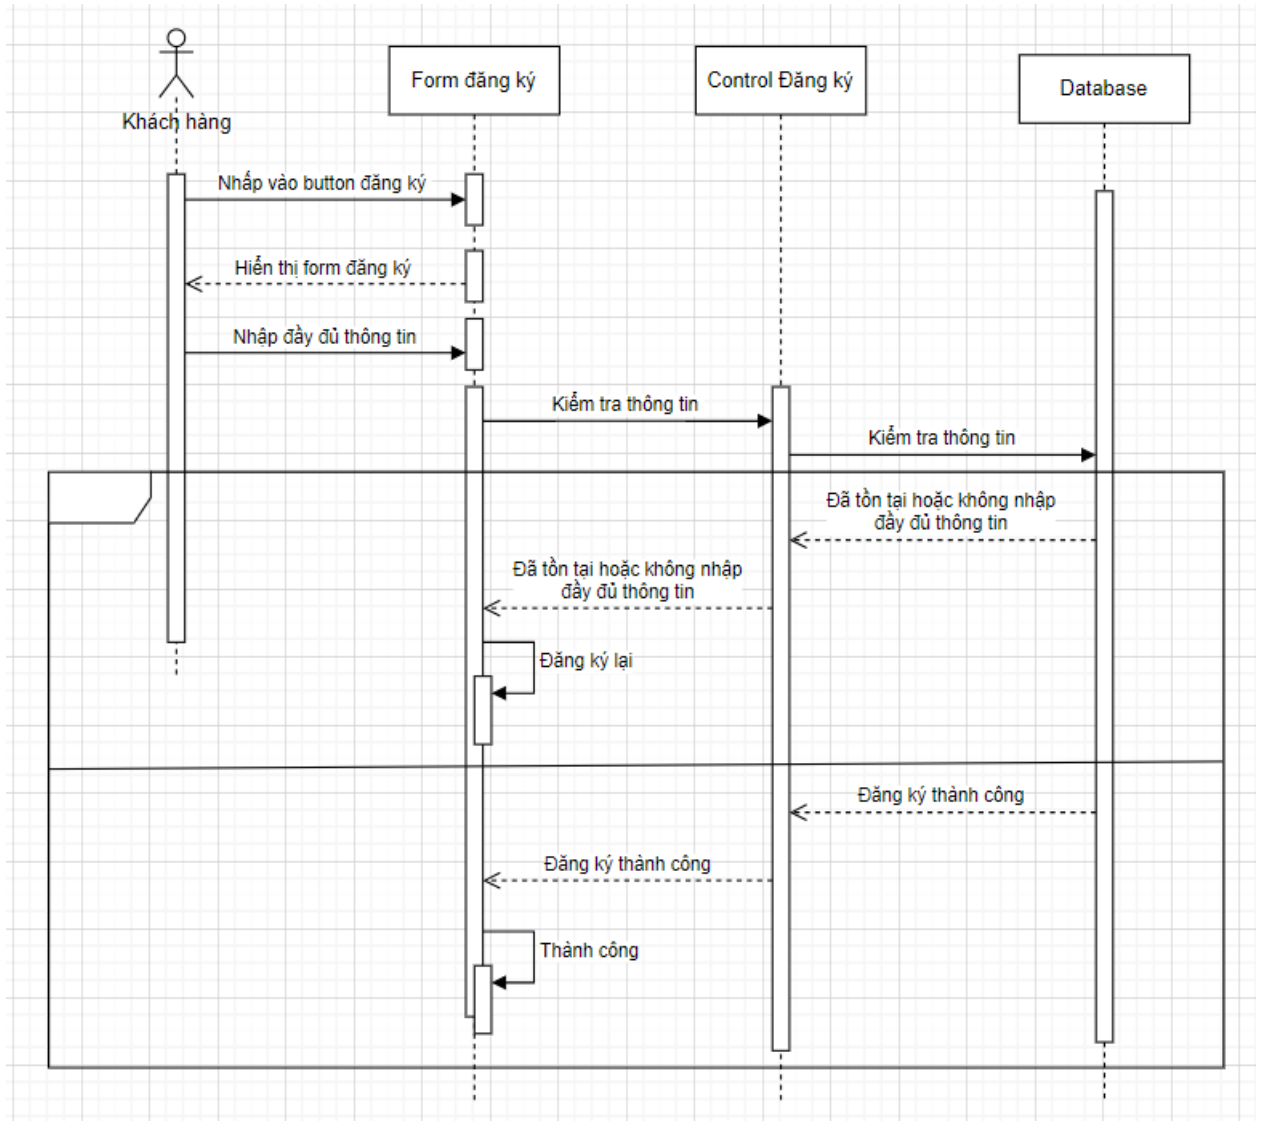 Form đăng ký
Control Đăng ký
Database
Khách hàng
Nhấp vào button đăng ký
Hiển thị form đăng ký
Nhập đầy đủ thông tin
Kiểm tra thông tin
Kiểm tra thông tin
Đã tồn tại hoặc không nhập
đầy đủ thông tin
Đã tồn tại hoặc không nhập
đầy đủ thông tin
Đăng ký lại
Đăng ký thành công
Đăng ký thành công
Thành công